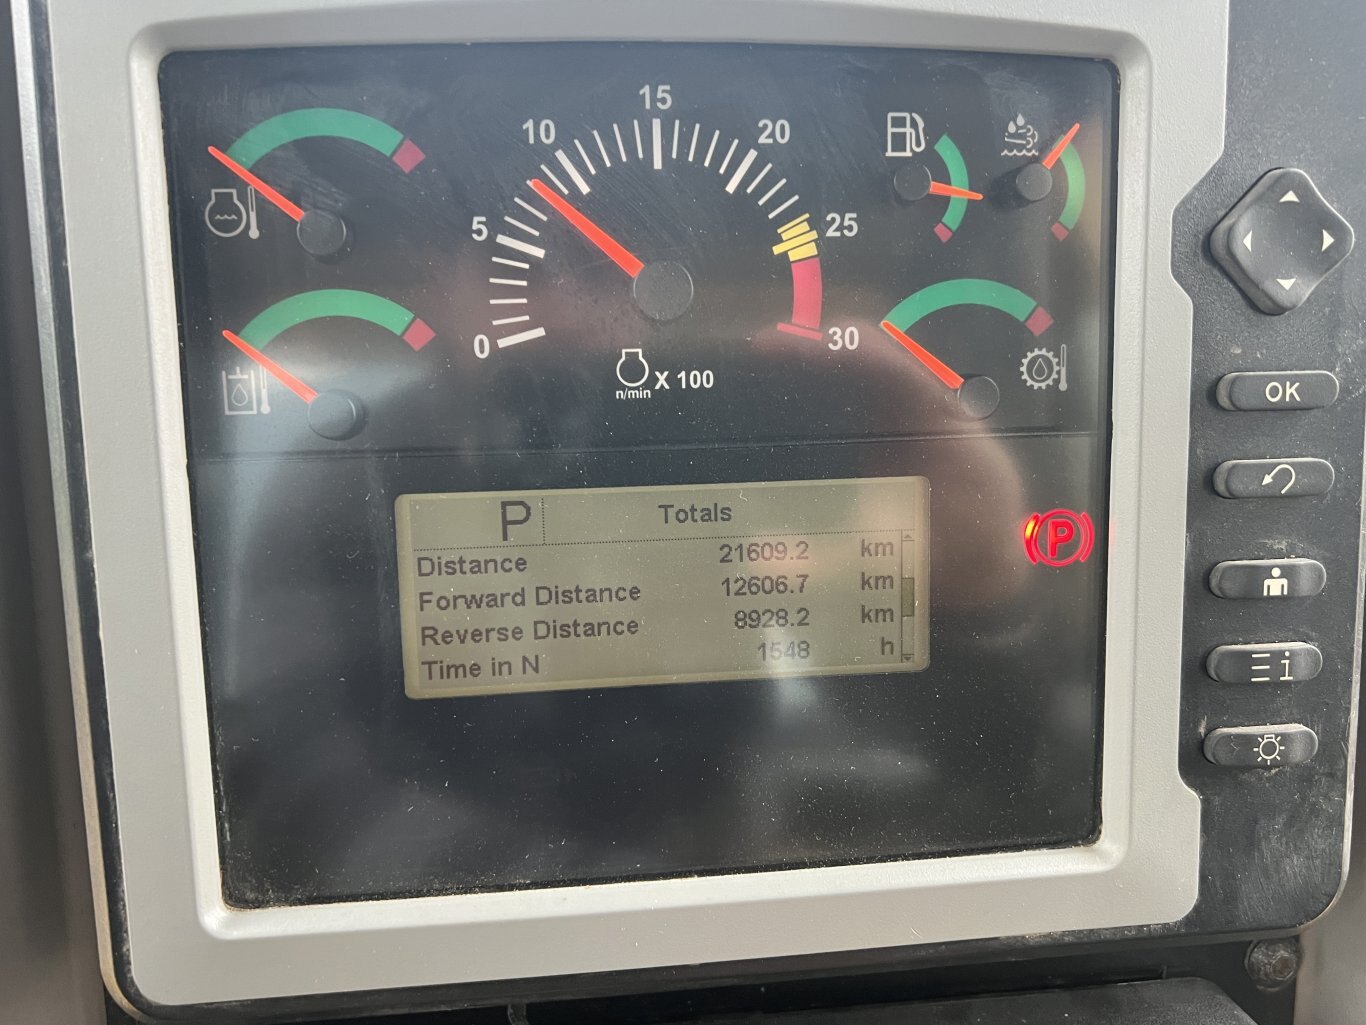 15
10
20
5
25
0
30
n/min
X 100
P
Totals
Distance 21609.2 km
Forward Distance 12606.7 km
Reverse Distance 8928.2 km
Time in N 1548 h
P
OK
i